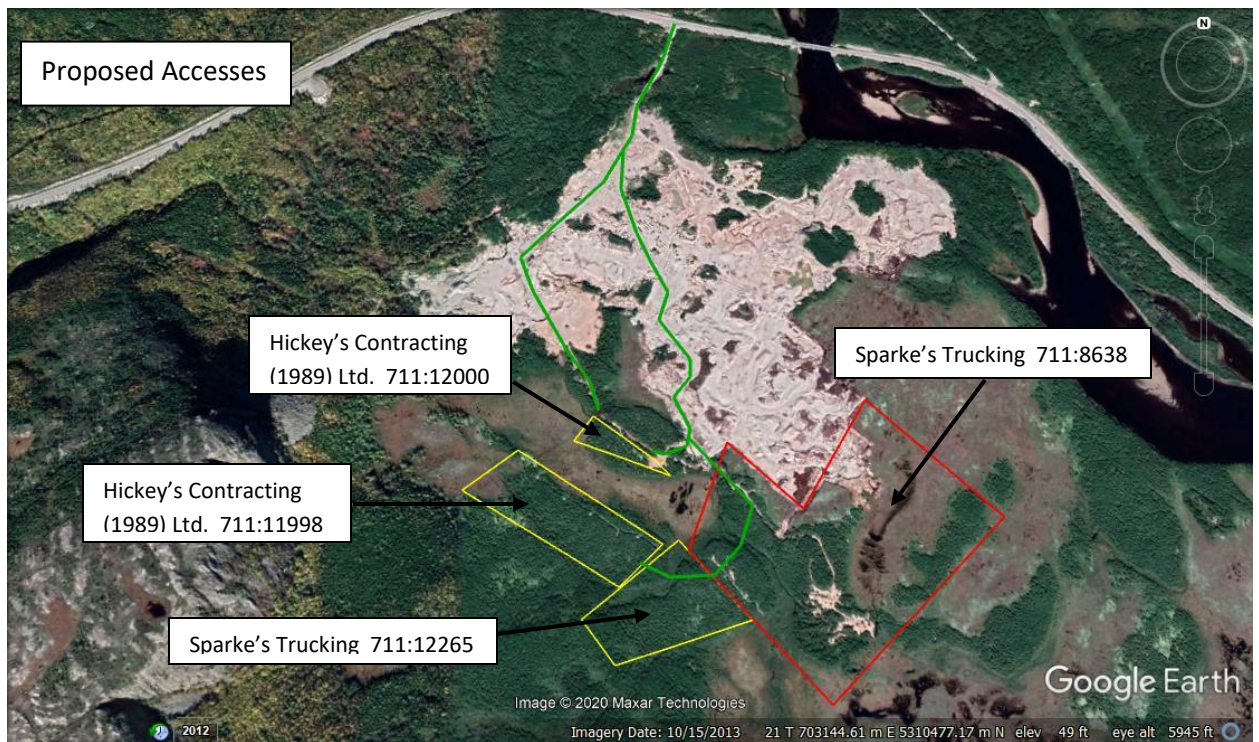 Proposed Accesses
N
Hickey’s Contracting
(1989) Ltd.  711:12000
Sparke’s Trucking  711:8638
Hickey’s Contracting
(1989) Ltd.  711:11998
Sparke’s Trucking  711:12265
Google Earth
Image © 2020 Maxar Technologies
2012
Imagery Date: 10/15/2013    21 T 703144.61 m E 5310477.17 m N  elev   49 ft    eye alt   5945 ft